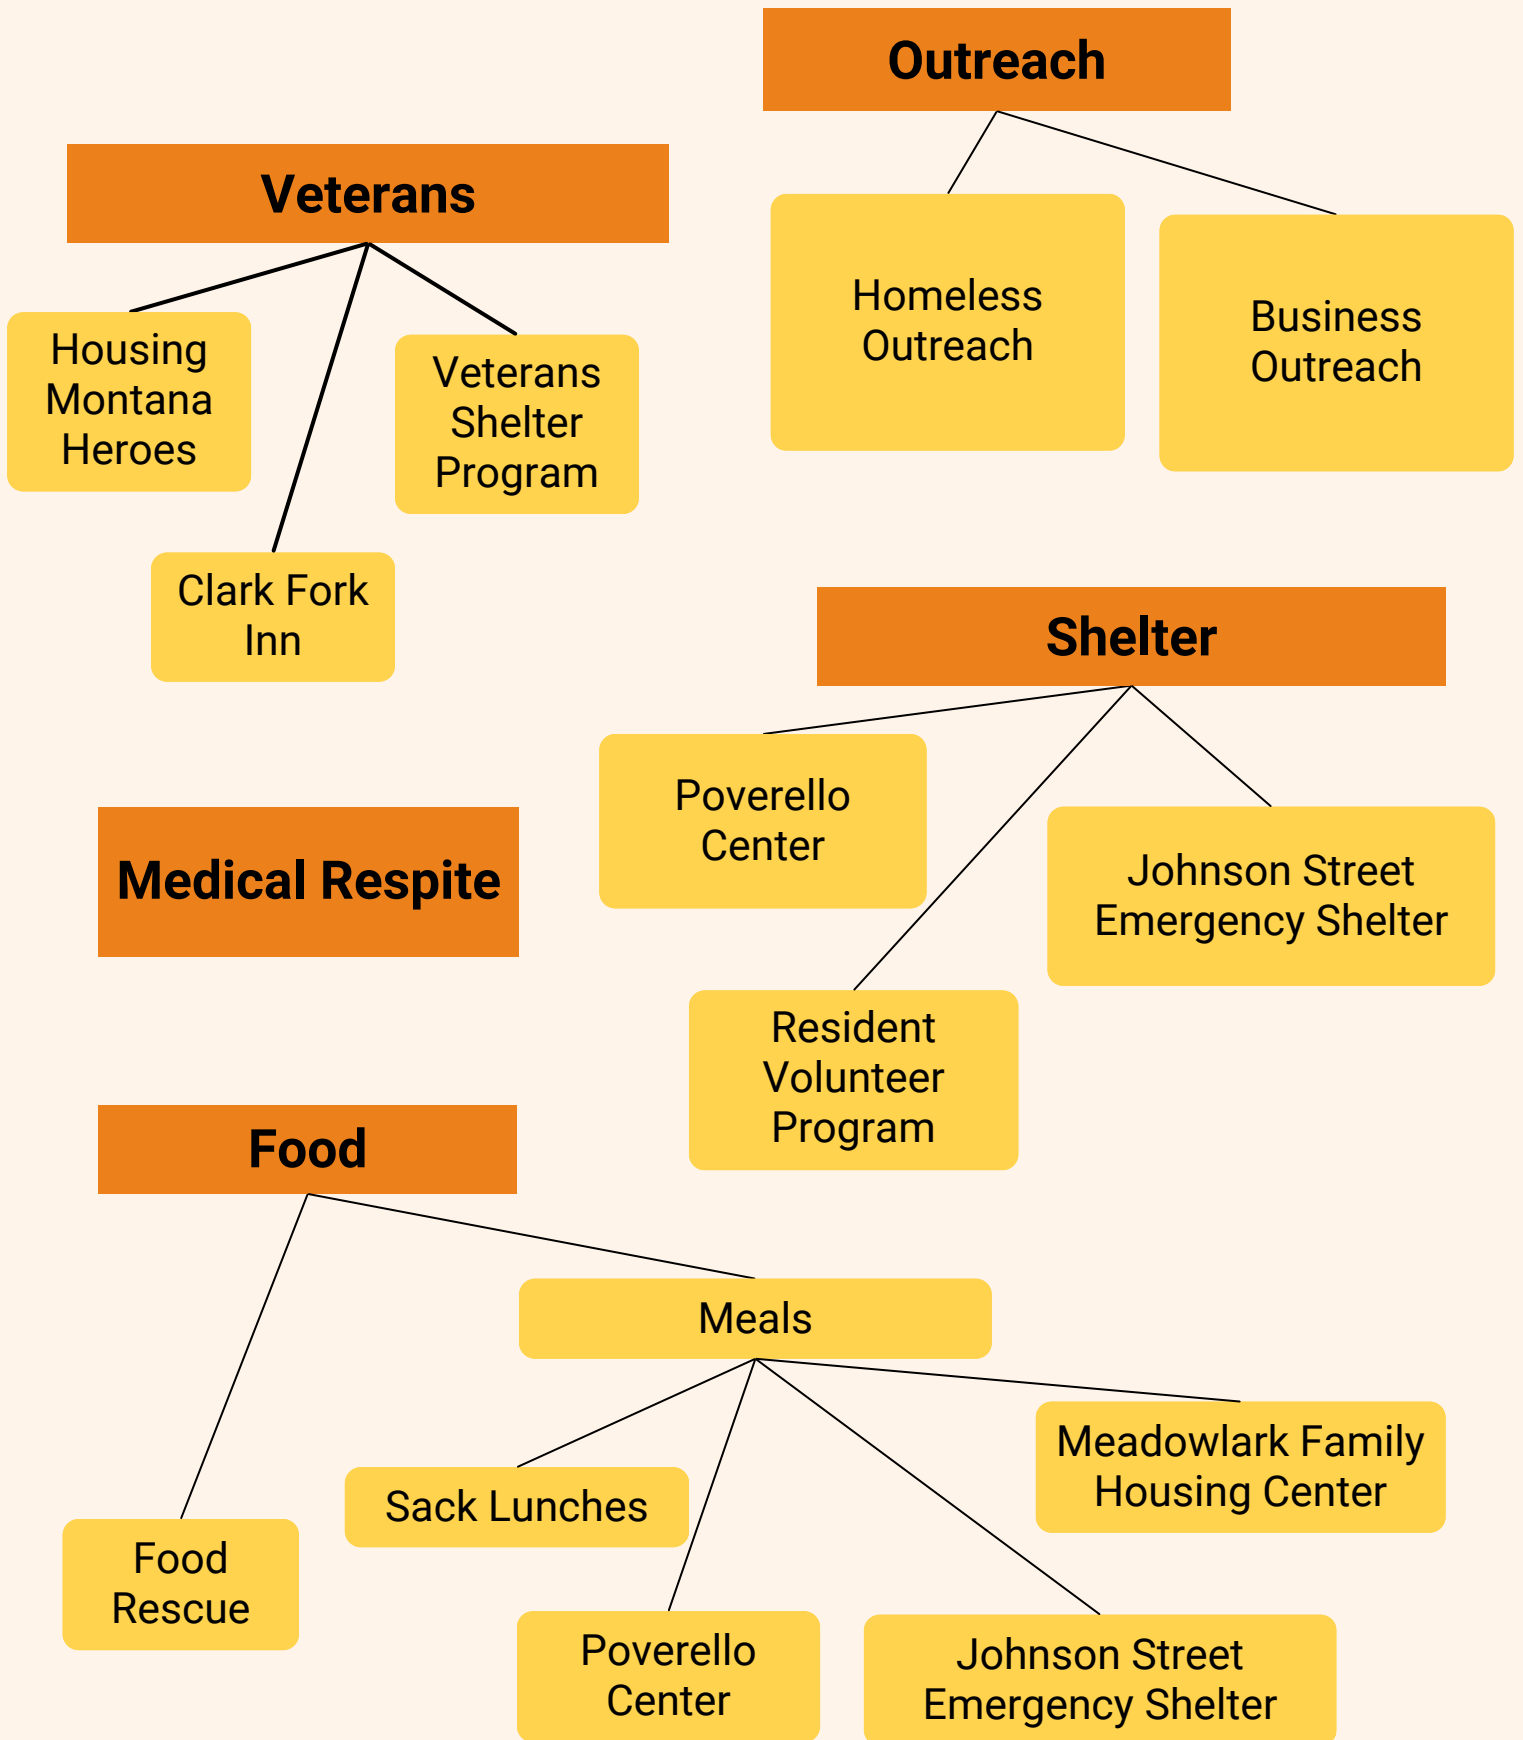 Outreach
Homeless
Outreach
Business
Outreach
Veterans
Housing
Montana
Heroes
Veterans
Shelter
Program
Clark Fork
Inn
Shelter
Poverello
Center
Johnson Street
Emergency Shelter
Resident
Volunteer
Program
Medical Respite
Food
Meals
Sack Lunches
Meadowlark Family
Housing Center
Food
Rescue
Poverello
Center
Johnson Street
Emergency Shelter